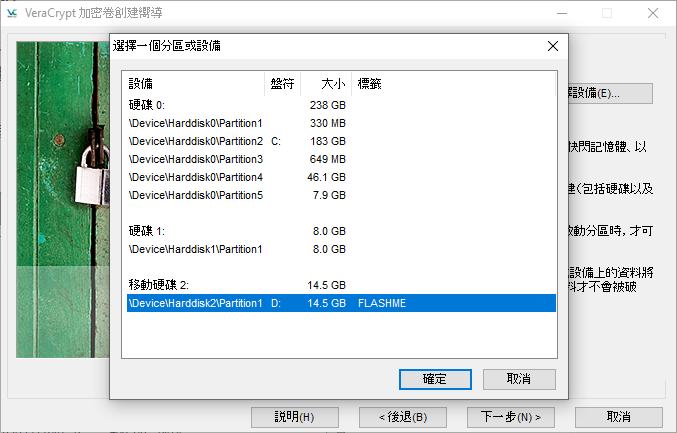 VeraCrypt 加密卷創建嚮導
選擇一個分區或設備
設備 盤符 大小 標籤
硬碟 0: 238 GB
\Device\Harddisk0\Partition1 330 MB
\Device\Harddisk0\Partition2 C: 183 GB
\Device\Harddisk0\Partition3 649 MB
\Device\Harddisk0\Partition4 46.1 GB
\Device\Harddisk0\Partition5 7.9 GB
硬碟 1: 8.0 GB
\Device\Harddisk1\Partition1 8.0 GB
移動硬碟 2: 14.5 GB
\Device\Harddisk2\Partition1 D: 14.5 GB FLASHME
確定 取消
設備(E)...
快閃記憶體、以
建(包括硬碟以及
啟動分區時，才可
設備上的資料將
料才不會被破
說明(H) < 後退(B) 下一步(N) > 取消